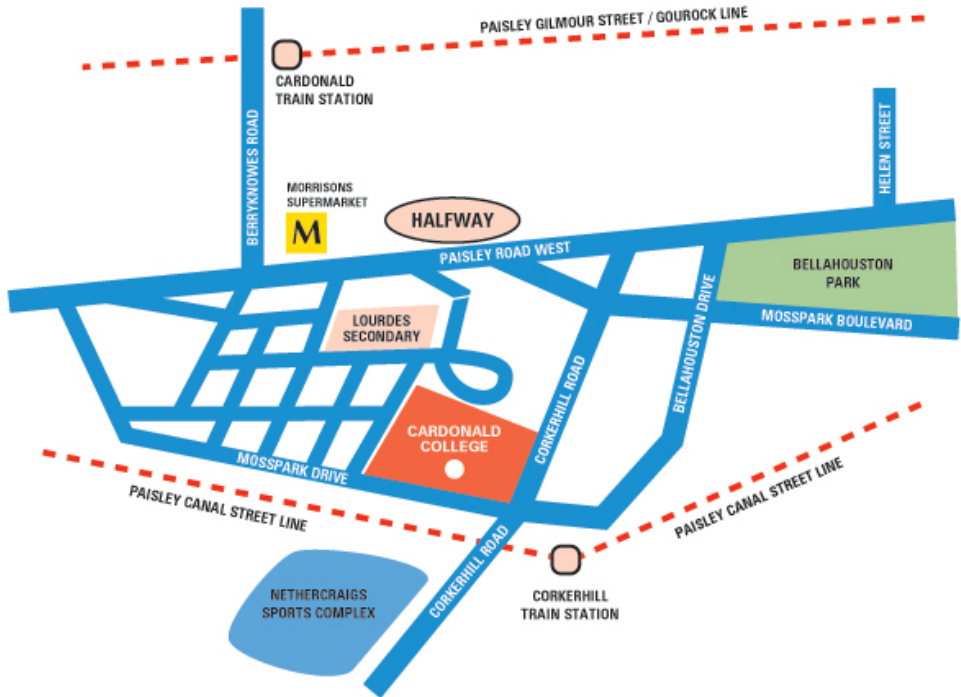 PAISLEY GILMOUR STREET / GOUROCK LINE
CARDONALD
TRAIN STATION
BERRYKNOWES ROAD
HELEN STREET
MORRISONS
SUPERMARKET
M
HALFWAY
PAISLEY ROAD WEST
BELLAHOUSTON
PARK
MOSSPARK BOULEVARD
BELLAHOUSTON DRIVE
LOURDES
SECONDARY
CORKERHILL ROAD
CARDONALD
COLLEGE
MOSSPARK DRIVE
PAISLEY CANAL STREET LINE
PAISLEY CANAL STREET LINE
CORKERHILL ROAD
NETHERCRAIGS
SPORTS COMPLEX
CORKERHILL
TRAIN STATION